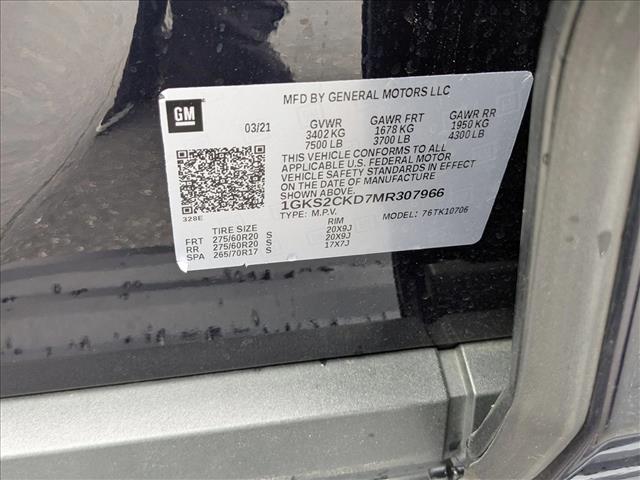 MFD BY GENERAL MOTORS LLC
GM
03/21 GVWR GAWR FRT GAWR RR
3402 KG 1678 KG 1950 KG
7500 LB 3700 LB 4300 LB
THIS VEHICLE CONFORMS TO ALL
APPLICABLE U.S. FEDERAL MOTOR
VEHICLE SAFETY STANDARDS IN EFFECT
ON THE DATE OF MANUFACTURE
SHOWN ABOVE.
1GKS2CKD7MR307966
328E
TYPE: M.P.V. MODEL: 76TK10706
TIRE SIZE RIM
FRT 275/60R20 S 20X9J
RR 275/60R20 S 20X9J
SPA 265/70R17 S 17X7J